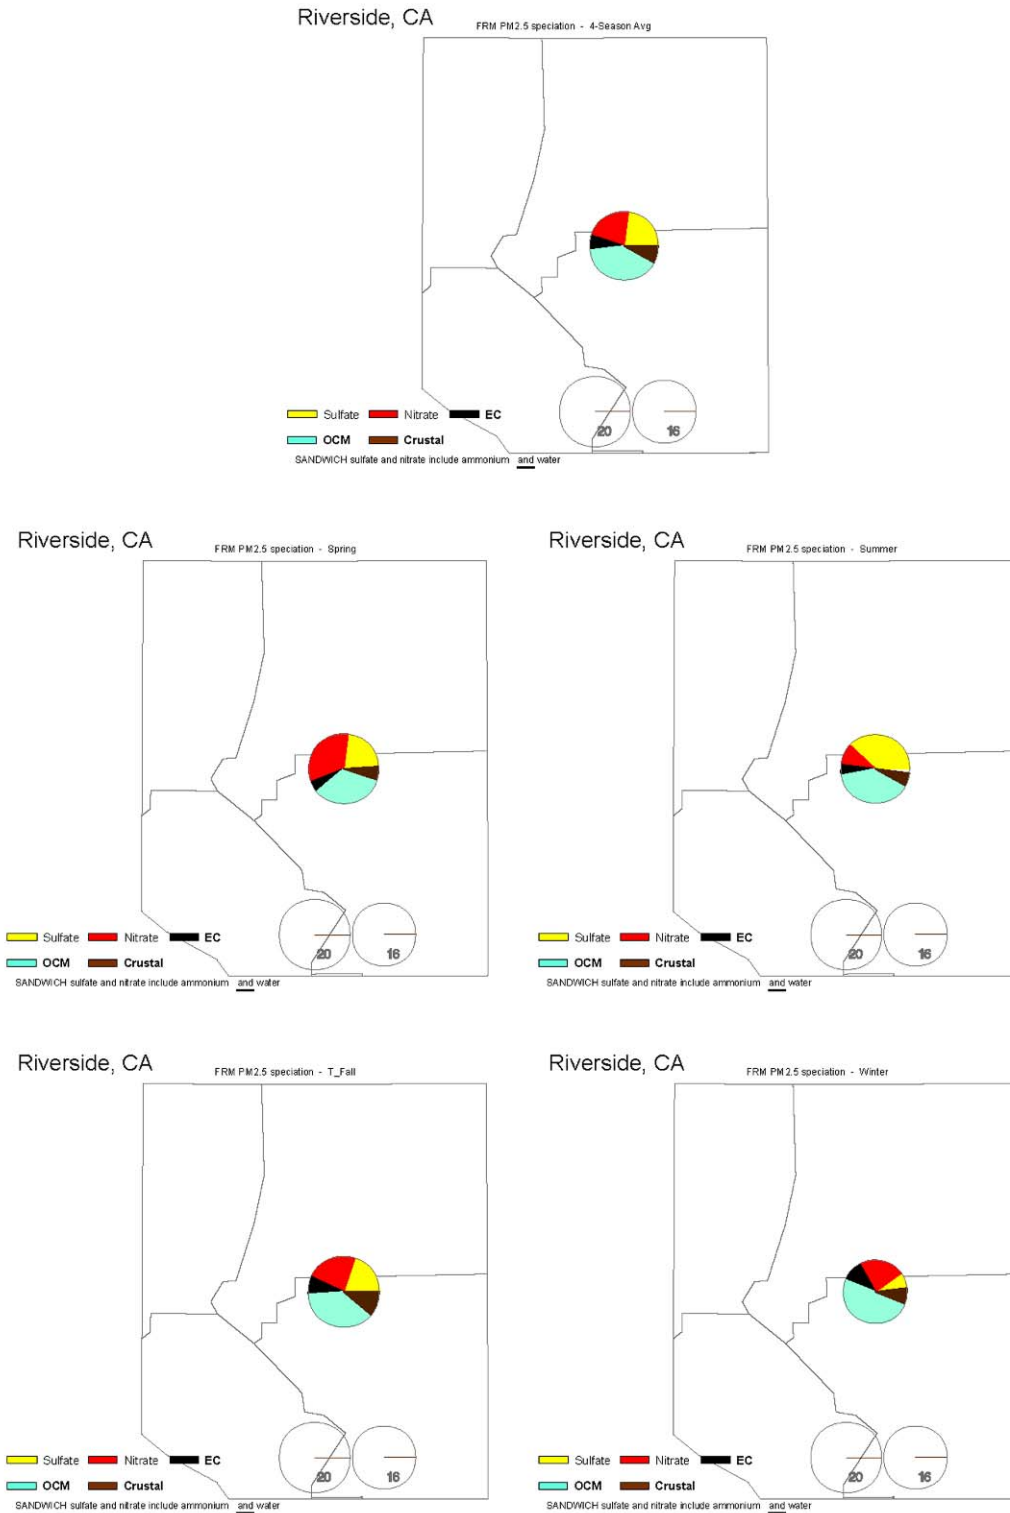 Riverside, CA
FRM PM2.5 speciation - 4-Season Avg
20 16
Sulfate Nitrate EC
OCM Crustal
SANDWICH sulfate and nitrate include ammonium and water
Riverside, CA
FRM PM2.5 speciation - Spring
20 16
Sulfate Nitrate EC
OCM Crustal
SANDWICH sulfate and nitrate include ammonium and water
Riverside, CA
FRM PM2.5 speciation - Summer
20 16
Sulfate Nitrate EC
OCM Crustal
SANDWICH sulfate and nitrate include ammonium and water
Riverside, CA
FRM PM2.5 speciation - T_Fall
20 16
Sulfate Nitrate EC
OCM Crustal
SANDWICH sulfate and nitrate include ammonium and water
Riverside, CA
FRM PM2.5 speciation - Winter
20 16
Sulfate Nitrate EC
OCM Crustal
SANDWICH sulfate and nitrate include ammonium and water